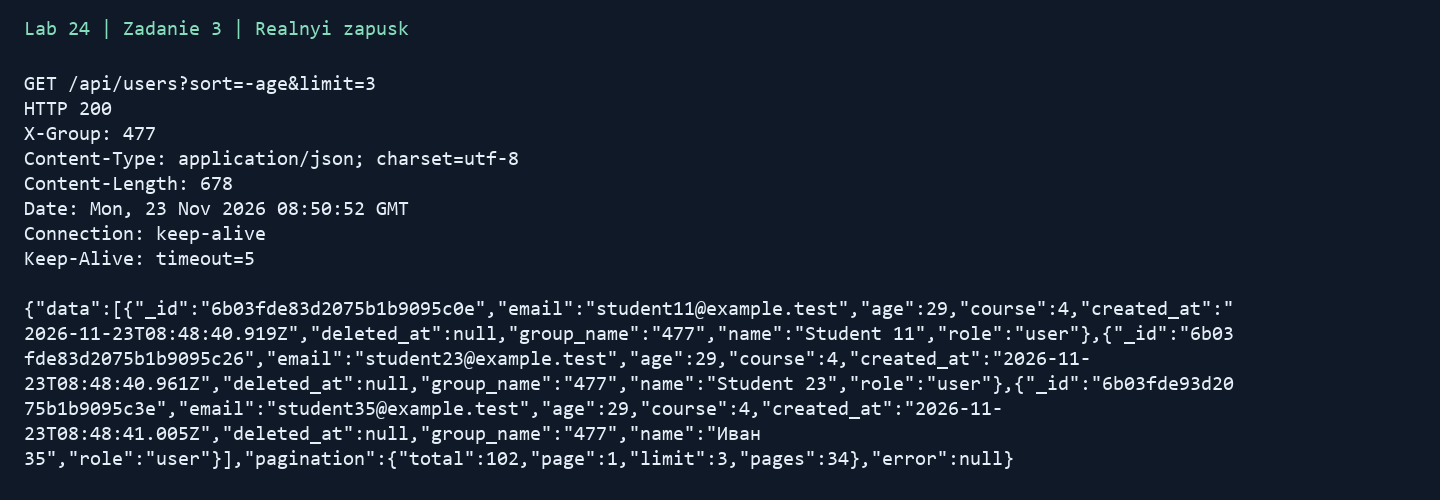 Lab 24 | Zadanie 3 | Realnyi zapusk
GET /api/users?sort=-age&limit=3
HTTP 200
X-Group: 477
Content-Type: application/json; charset=utf-8
Content-Length: 678
Date: Mon, 23 Nov 2026 08:50:52 GMT
Connection: keep-alive
Keep-Alive: timeout=5
{"data":[{"_id":"6b03fde83d2075b1b9095c0e","email":"student11@example.test","age":29,"course":4,"created_at":"
2026-11-23T08:48:40.919Z","deleted_at":null,"group_name":"477","name":"Student 11","role":"user"},{"_id":"6b03
fde83d2075b1b9095c26","email":"student23@example.test","age":29,"course":4,"created_at":"2026-11-
23T08:48:40.961Z","deleted_at":null,"group_name":"477","name":"Student 23","role":"user"},{"_id":"6b03fde93d20
75b1b9095c3e","email":"student35@example.test","age":29,"course":4,"created_at":"2026-11-
23T08:48:41.005Z","deleted_at":null,"group_name":"477","name":"Иван
35","role":"user"}],"pagination":{"total":102,"page":1,"limit":3,"pages":34},"error":null}